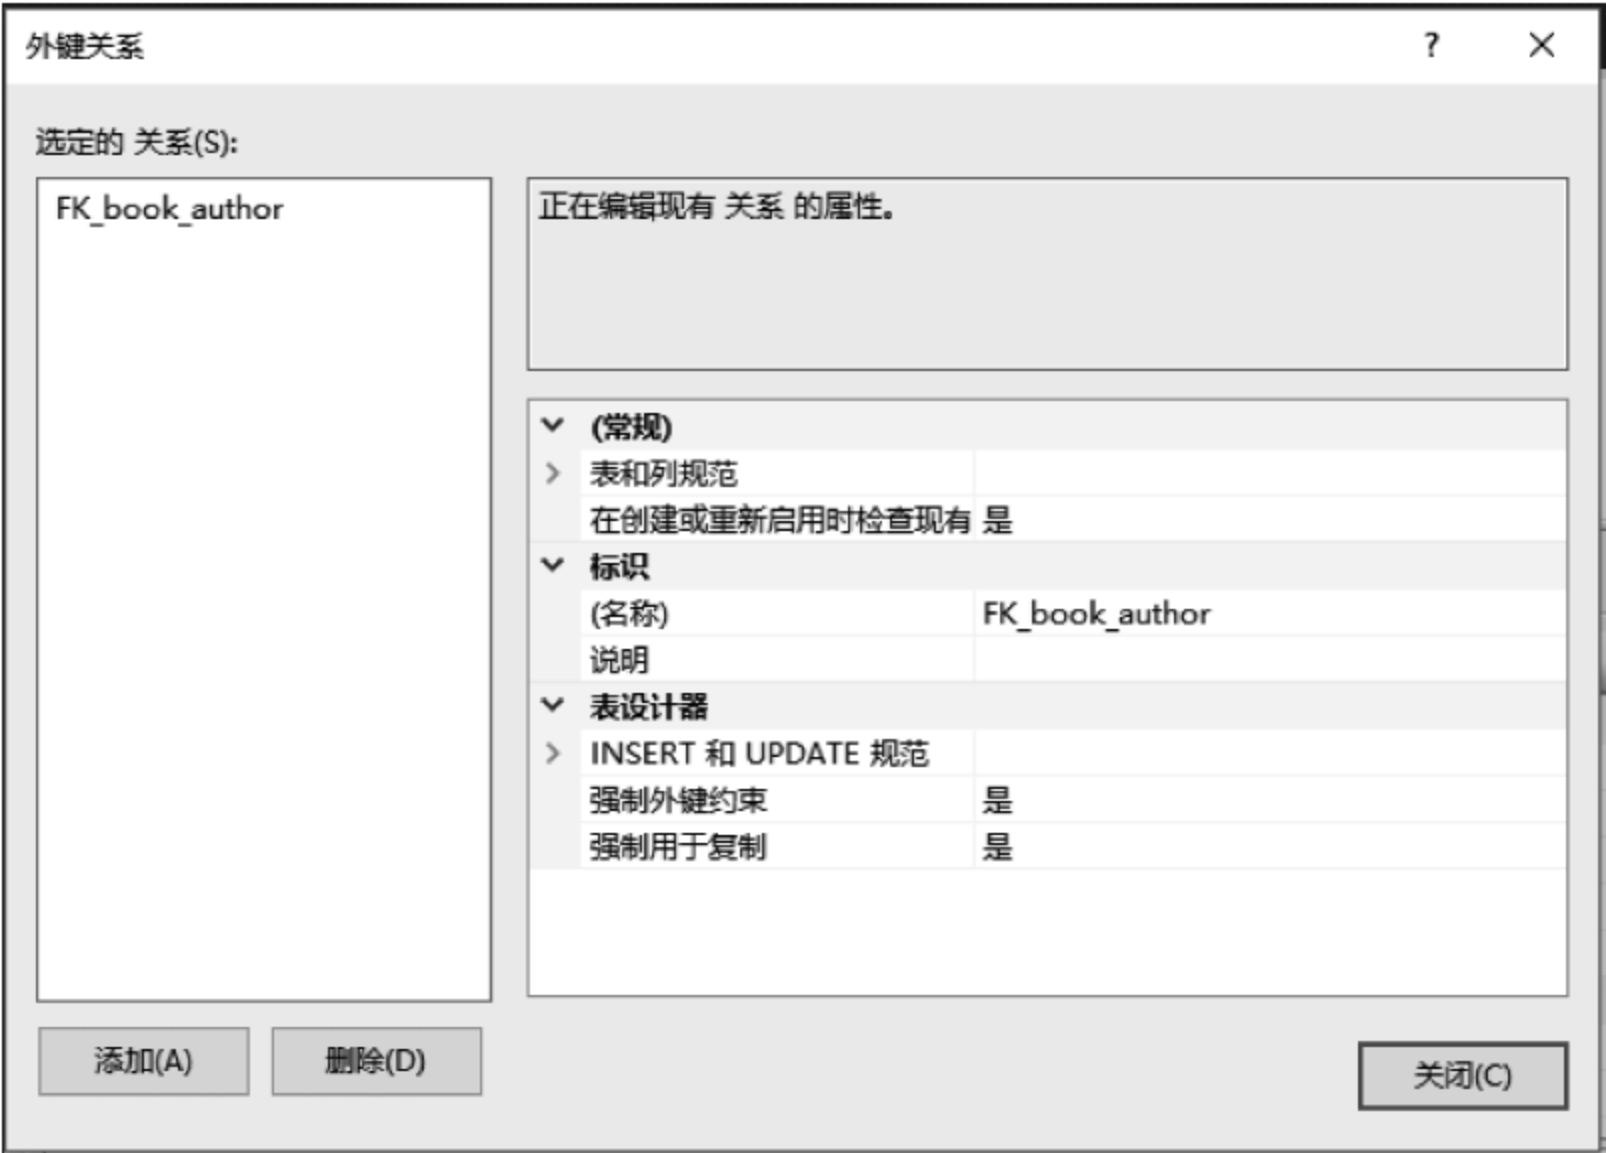 外键关系
?
选定的 关系(S):
FK_book_author
正在编辑现有 关系 的属性。
(常规)
表和列规范
在创建或重新启用时检查现有 是
标识
(名称) FK_book_author
说明
表设计器
INSERT 和 UPDATE 规范
强制外键约束 是
强制用于复制 是
添加(A) 删除(D)
关闭(C)